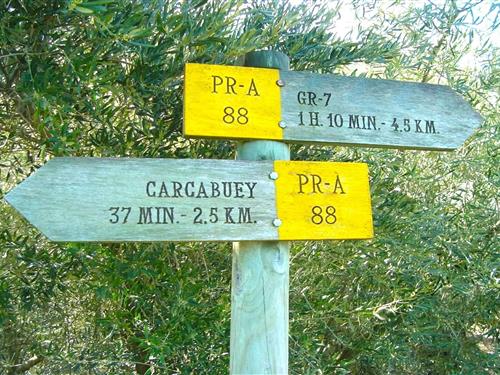 PR-A
88
GR-7
1 H. 10 MIN.- 4,5 KM.
CARCABUEY
37 MIN.- 2,5 KM.
PR-A
88